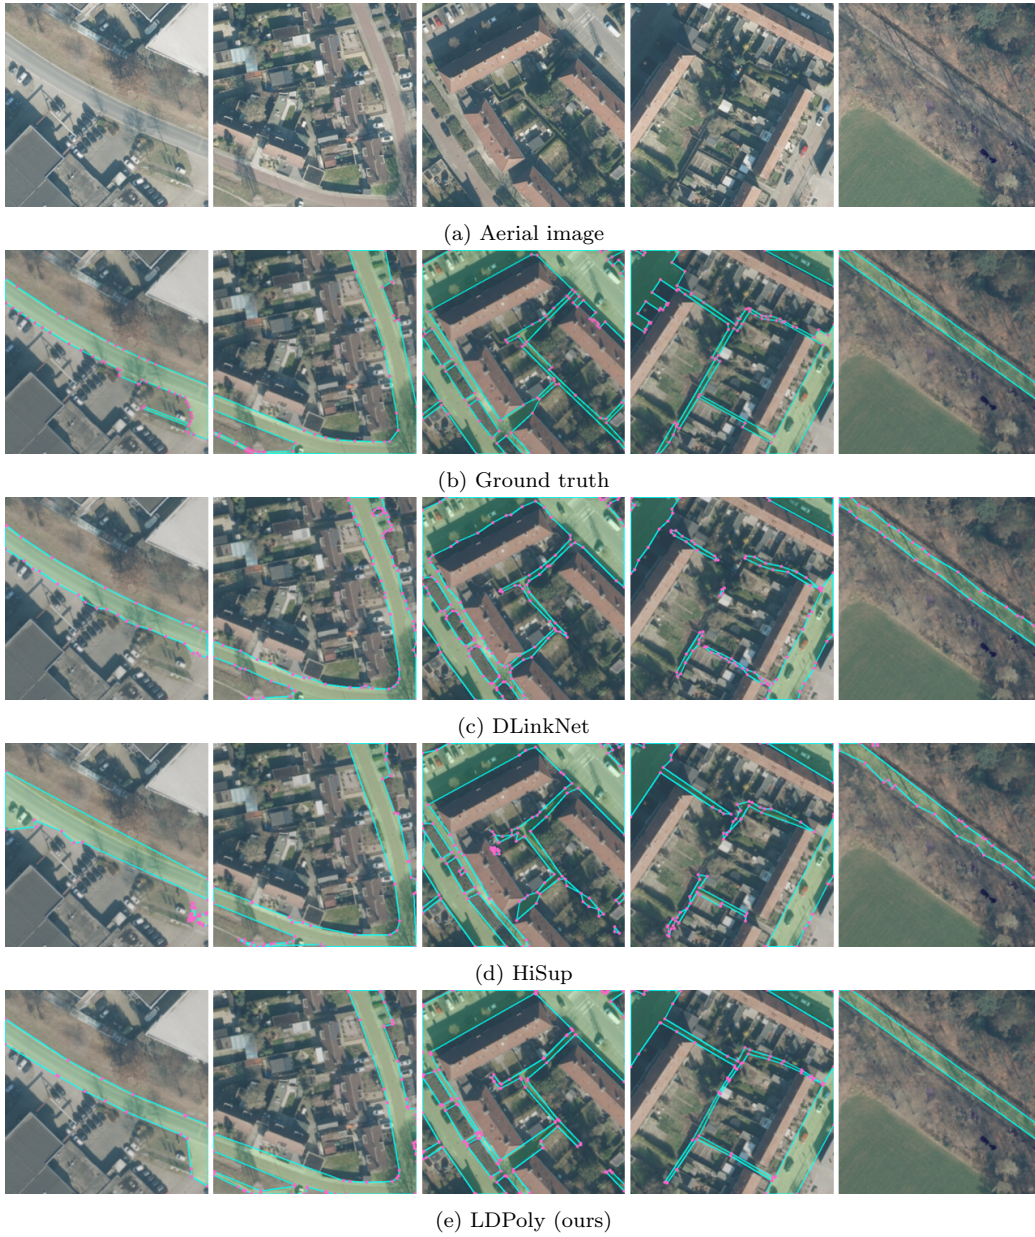 (a) Aerial image
(b) Ground truth
(c) DLinkNet
(d) HiSup
(e) LDPoly (ours)